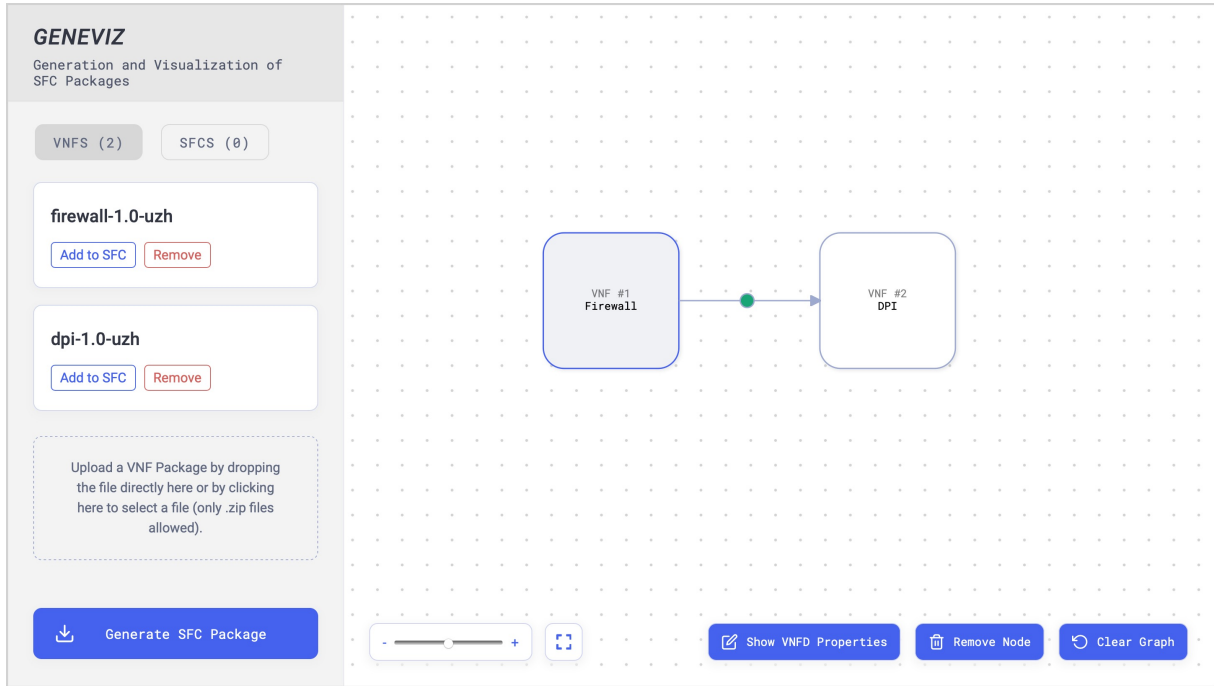 GENEVIZ
Generation and Visualization of
SFC Packages
VNFS (2)
SFCS (0)
firewall-1.0-uzh
Add to SFC
Remove
dpi-1.0-uzh
Add to SFC
Remove
Upload a VNF Package by dropping
the file directly here or by clicking
here to select a file (only .zip files
allowed).
Generate SFC Package
VNF #1
Firewall
VNF #2
DPI
-
+
Show VNFD Properties
Remove Node
Clear Graph